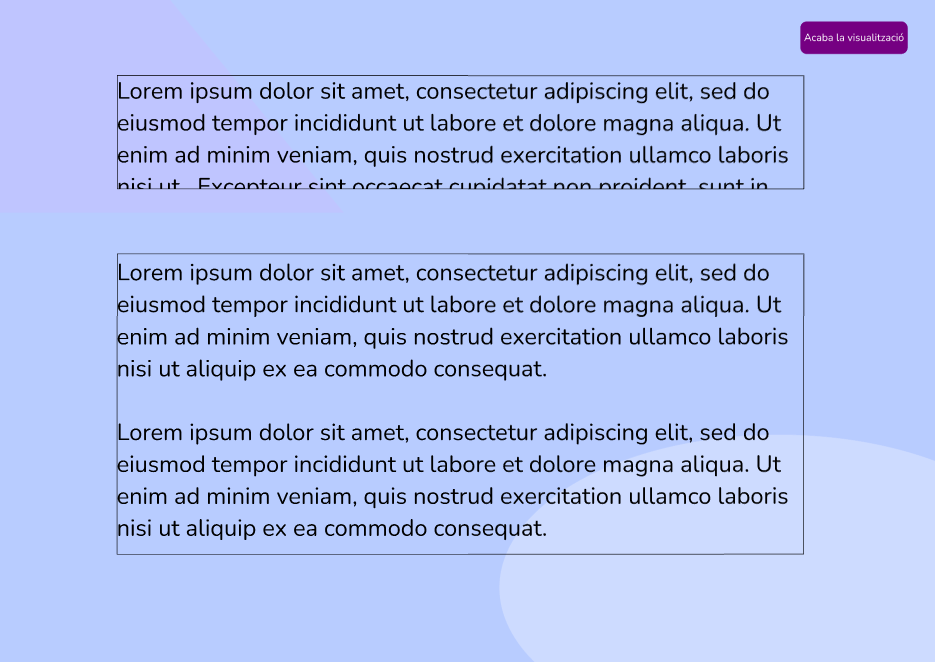 Acaba la visualització
Lorem ipsum dolor sit amet, consectetur adipiscing elit, sed do
eiusmod tempor incididunt ut labore et dolore magna aliqua. Ut
enim ad minim veniam, quis nostrud exercitation ullamco laboris
nisi ut.. Excepteur sint occaecat cupidatat non proident, sunt in
Lorem ipsum dolor sit amet, consectetur adipiscing elit, sed do
eiusmod tempor incididunt ut labore et dolore magna aliqua. Ut
enim ad minim veniam, quis nostrud exercitation ullamco laboris
nisi ut aliquip ex ea commodo consequat.
Lorem ipsum dolor sit amet, consectetur adipiscing elit, sed do
eiusmod tempor incididunt ut labore et dolore magna aliqua. Ut
enim ad minim veniam, quis nostrud exercitation ullamco laboris
nisi ut aliquip ex ea commodo consequat.